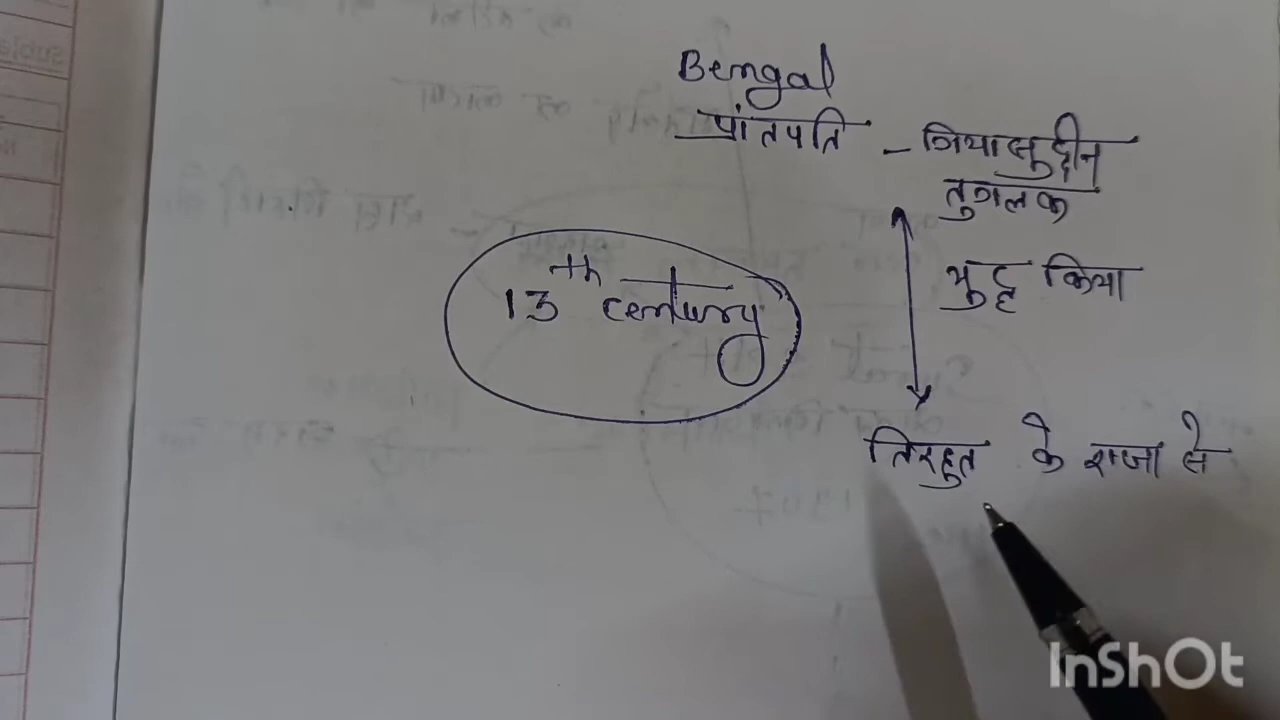 Bengal
प्रांतपति - गियासुद्दीन
तुगलक
13th century
युद्ध किया
तिरहुत के राजा से
InShOt